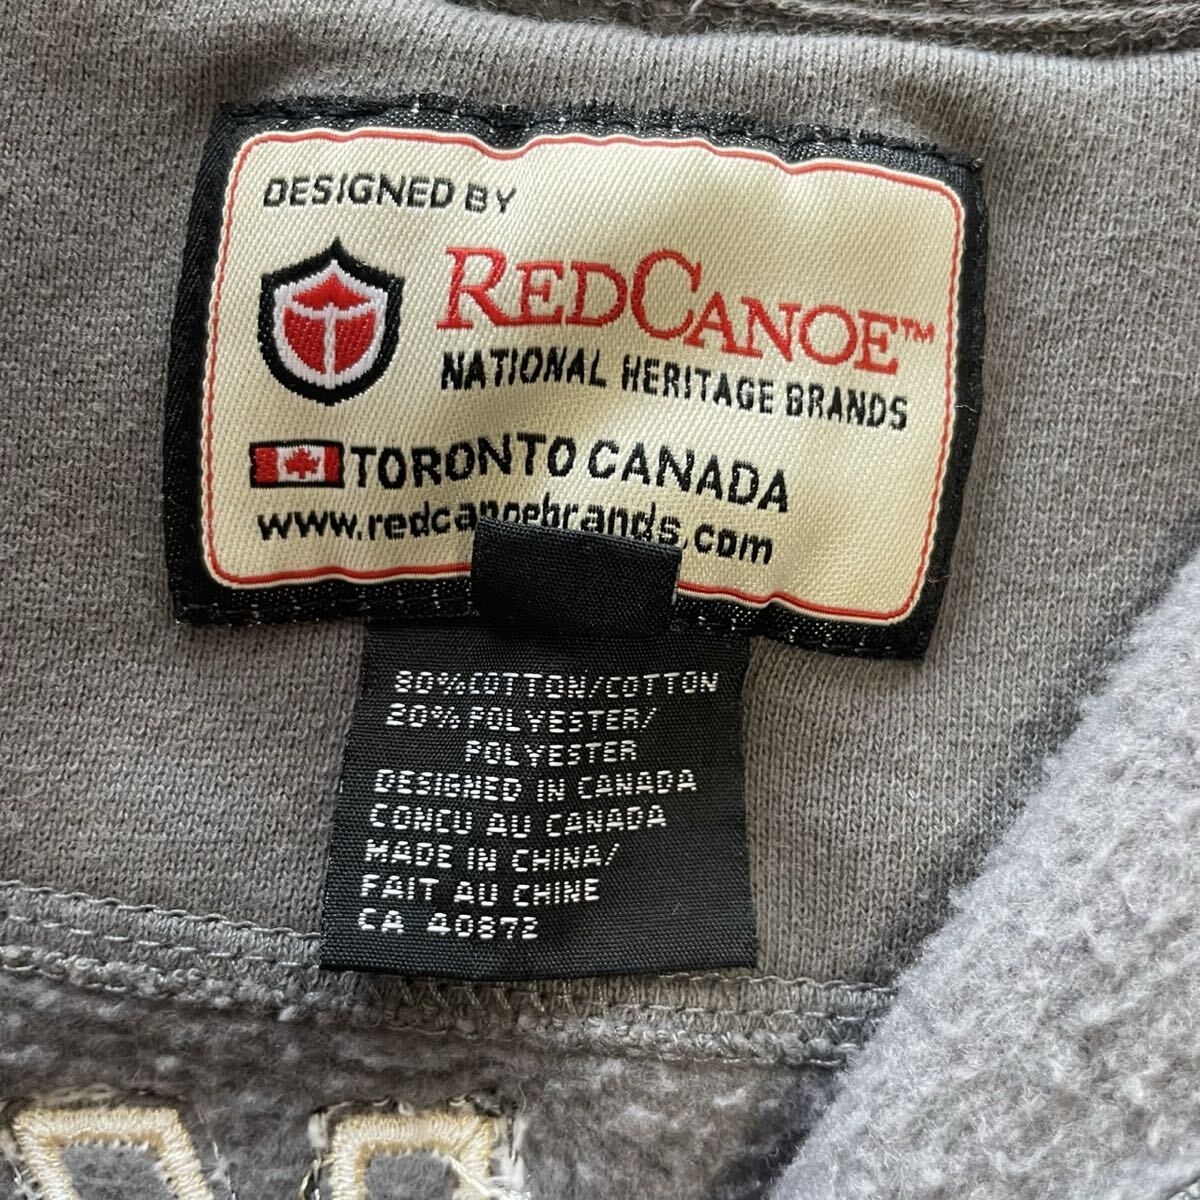 DESIGNED BY
REDCANOE™
NATIONAL HERITAGE BRANDS
TORONTO CANADA
www.redcanoebrands.com
80%COTTON/COTTON
20%POLYESTER/
POLYESTER
DESIGNED IN CANADA
CONCU AU CANADA
MADE IN CHINA/
FAIT AU CHINE
CA 40872